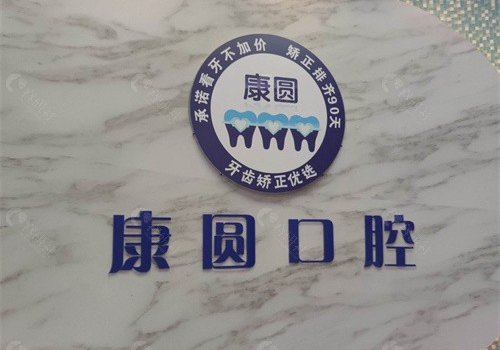 承诺看牙不加价 矫正排齐90天
康圆
牙齿矫正优选
康圆口腔